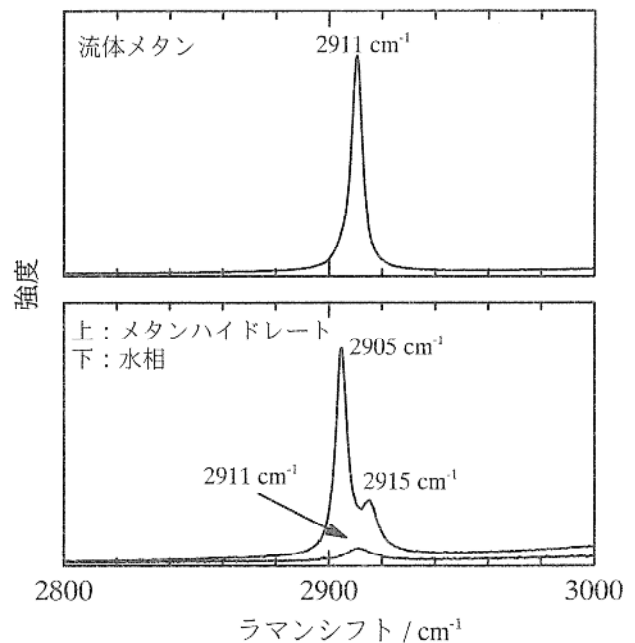 流体メタン
2911 cm⁻¹
強度
上：メタンハイドレート
下：水相
2905 cm⁻¹
2911 cm⁻¹
2915 cm⁻¹
2800 2900 3000
ラマンシフト / cm⁻¹